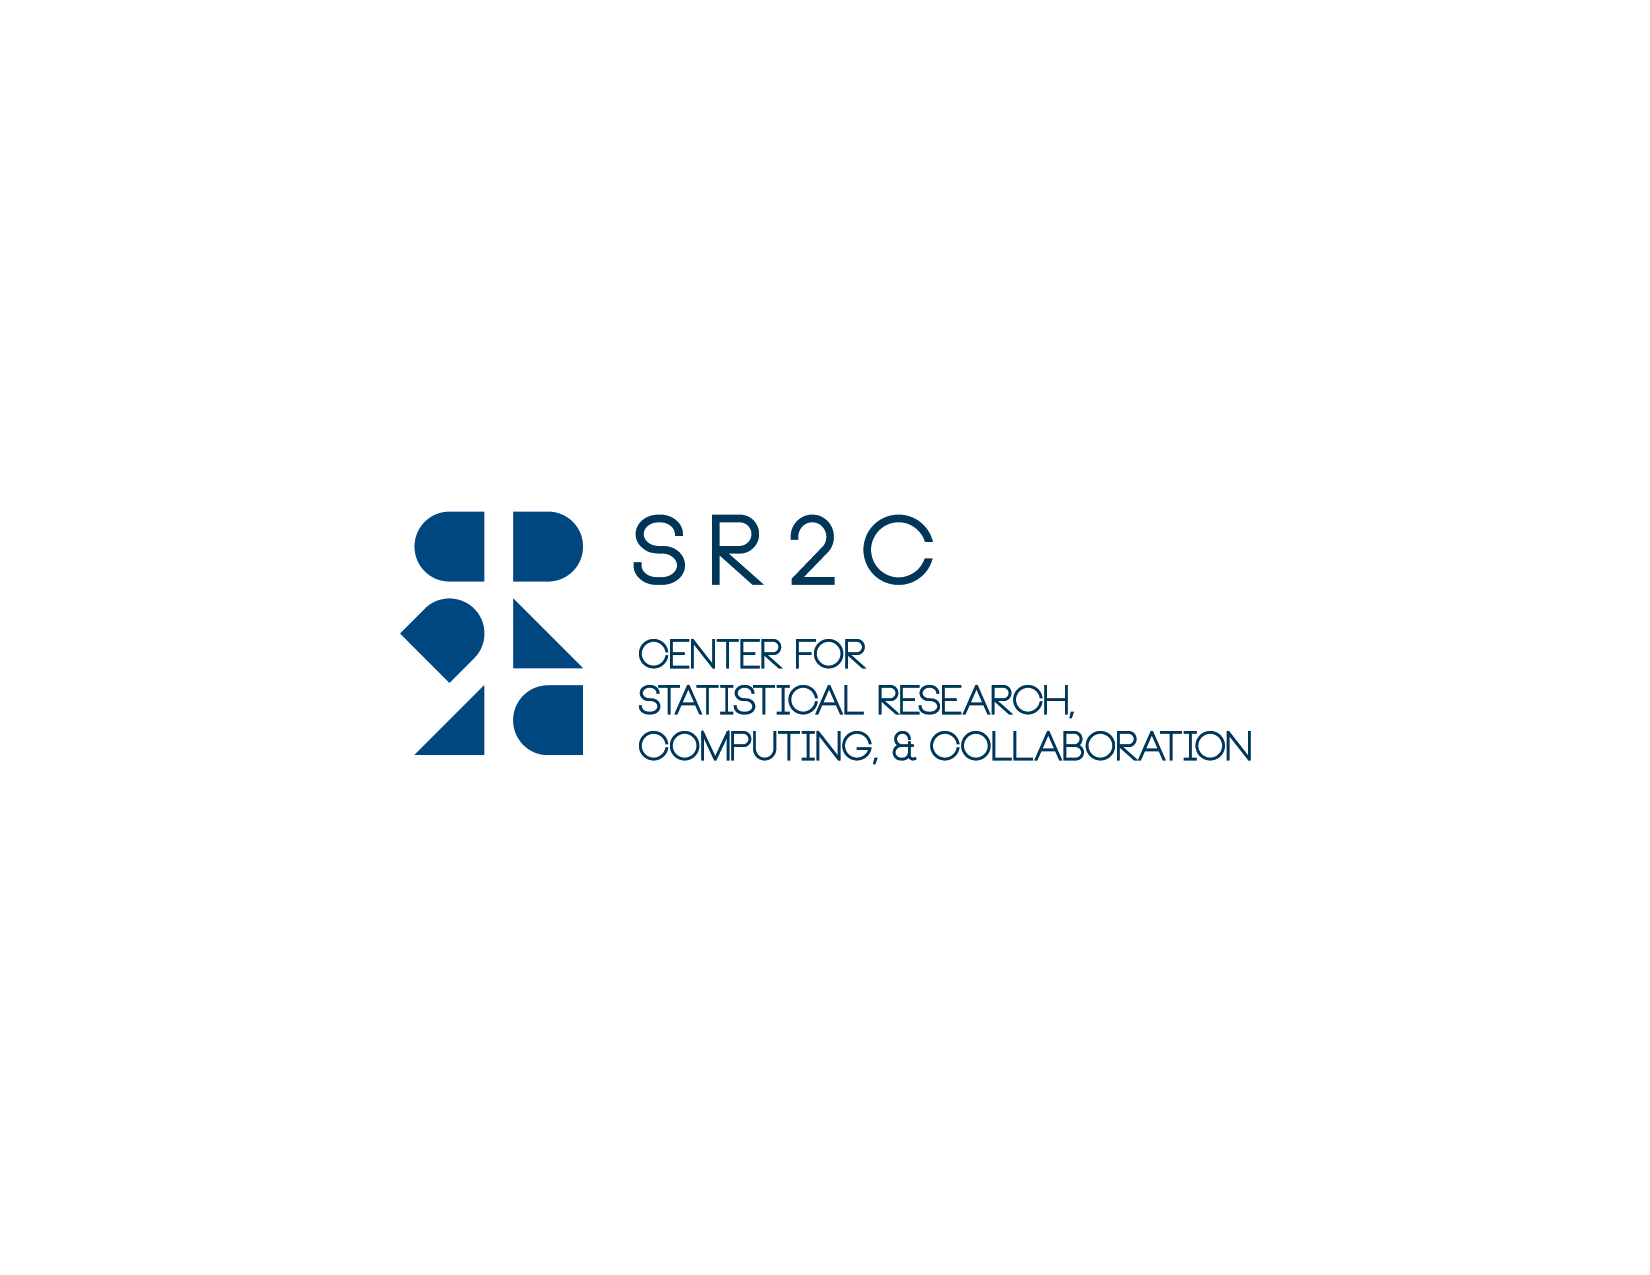 SR2C
CENTER FOR
STATISTICAL RESEARCH,
COMPUTING, & COLLABORATION